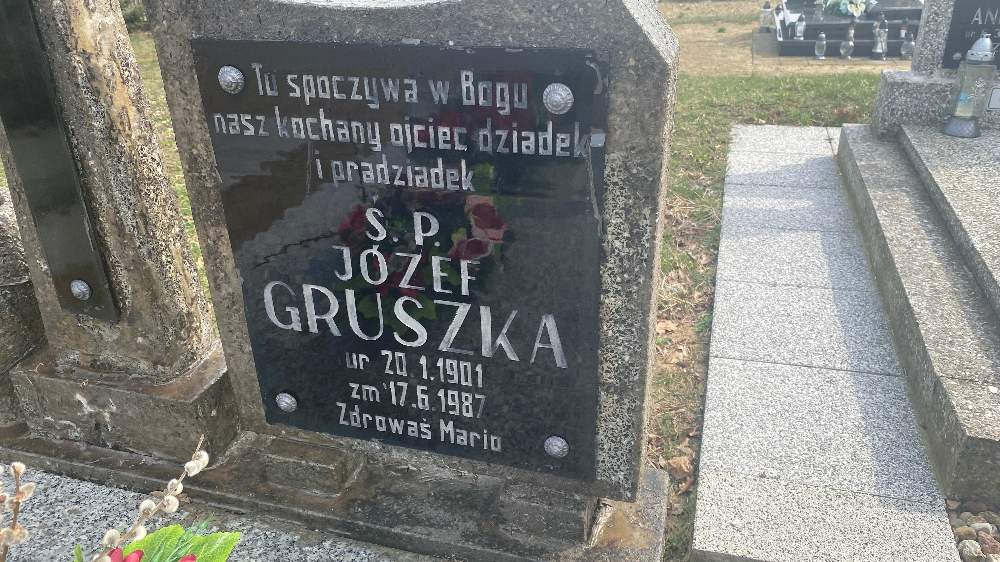 Tu spoczywa w Bogu
nasz kochany ojciec dziadek
i pradziadek
Ś. P.
JÓZEF
GRUSZKA
ur 20.1.1901
zm 17.6.1987
Zdrowaś Mario
AN